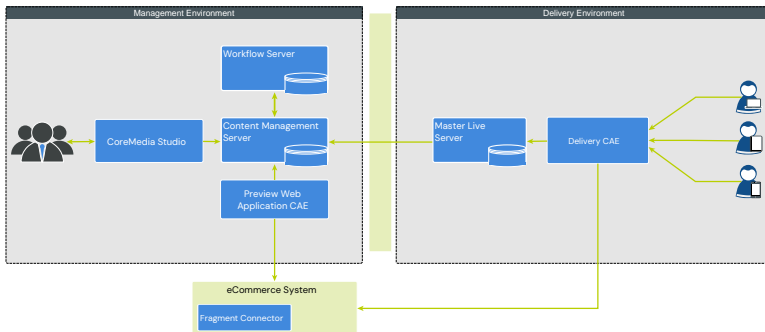 Management Environment
Delivery Environment
Workflow Server
CoreMedia Studio
Content Management
Server
Master Live
Server
Delivery CAE
Preview Web
Application CAE
eCommerce System
Fragment Connector